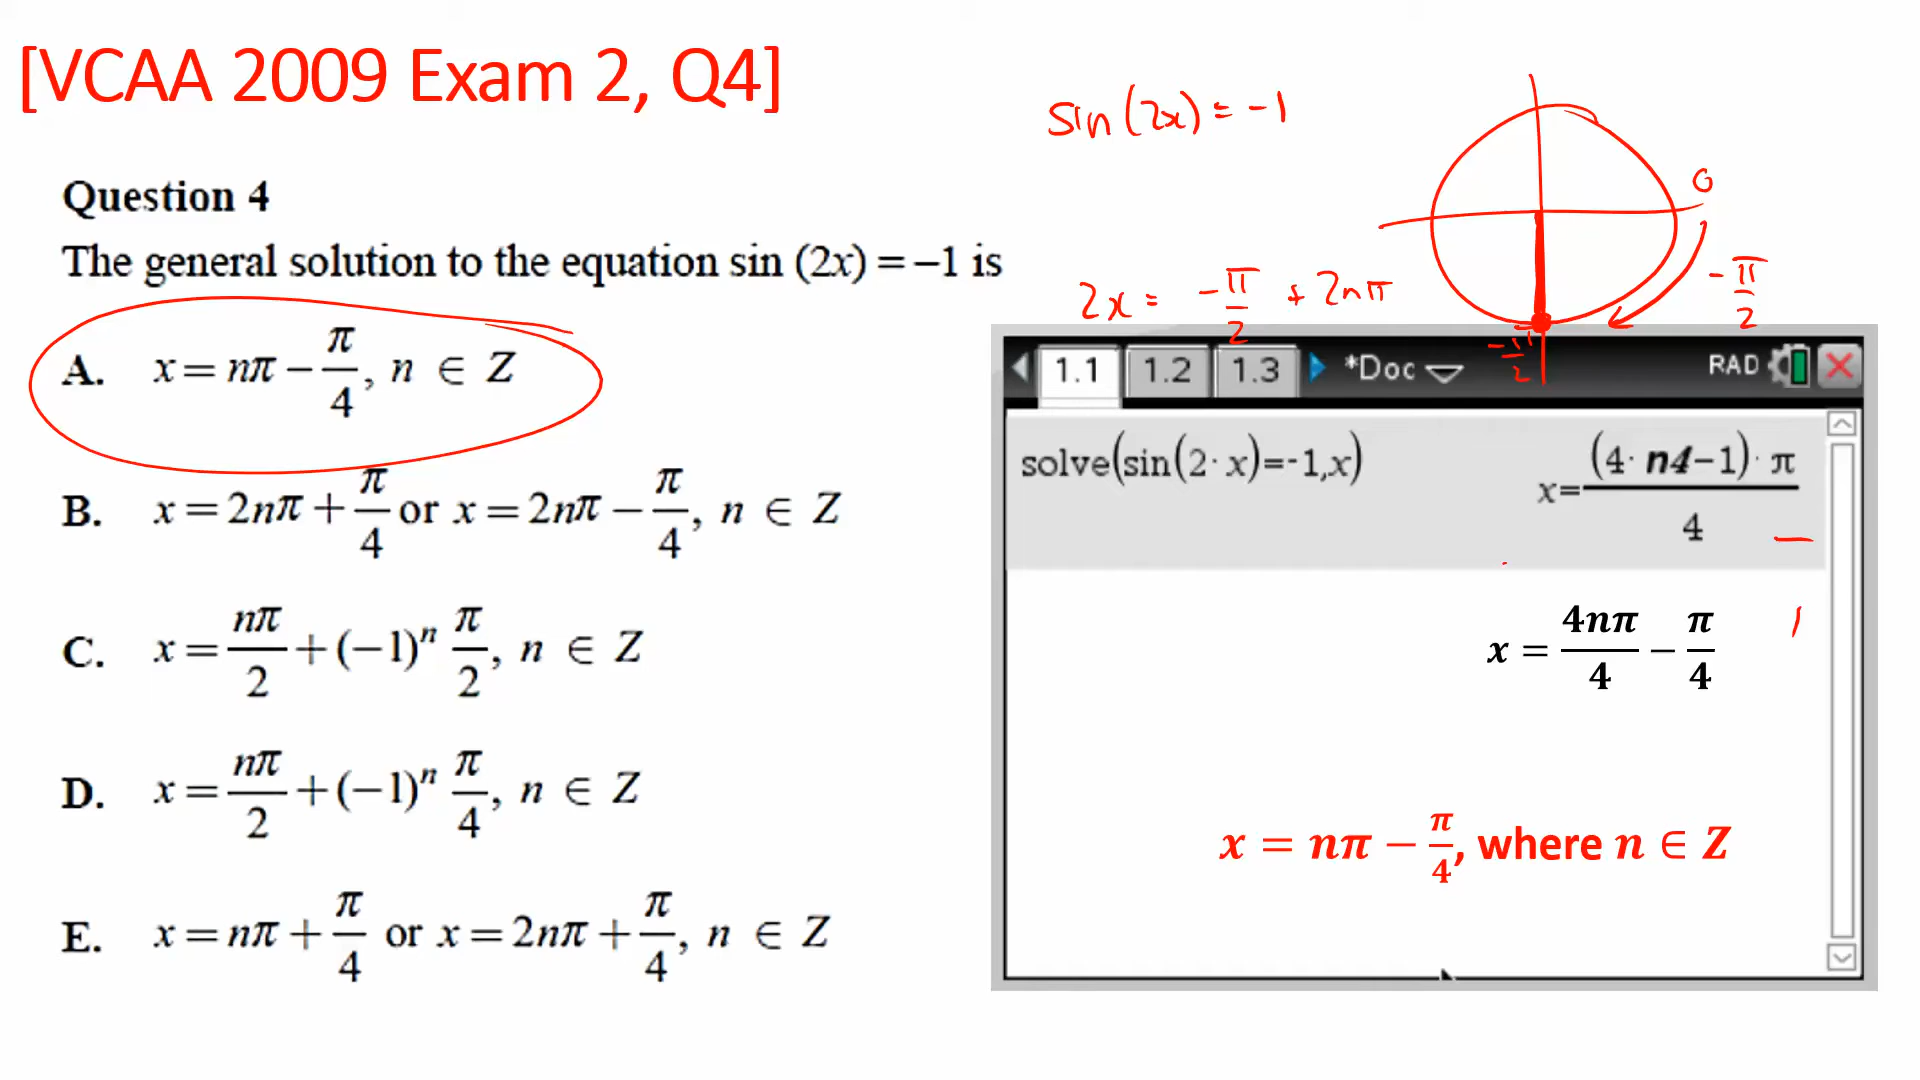 [VCAA 2009 Exam 2, Q4]
sin(2x) = -1
0
Question 4
The general solution to the equation sin (2x) = −1 is
2x = -π/2 + 2nπ
-π/2
-π/2
A. x = nπ − π/4, n ∈ Z
B. x = 2nπ + π/4 or x = 2nπ − π/4, n ∈ Z
C. x = nπ/2 + (−1)ⁿ π/2, n ∈ Z
D. x = nπ/2 + (−1)ⁿ π/4, n ∈ Z
E. x = nπ + π/4 or x = 2nπ + π/4, n ∈ Z
1.1 1.2 1.3 *Doc RAD
solve(sin(2·x)=-1,x) x=(4·n4−1)·π/4
x = 4nπ/4 − π/4
x = nπ − π/4, where n ∈ Z